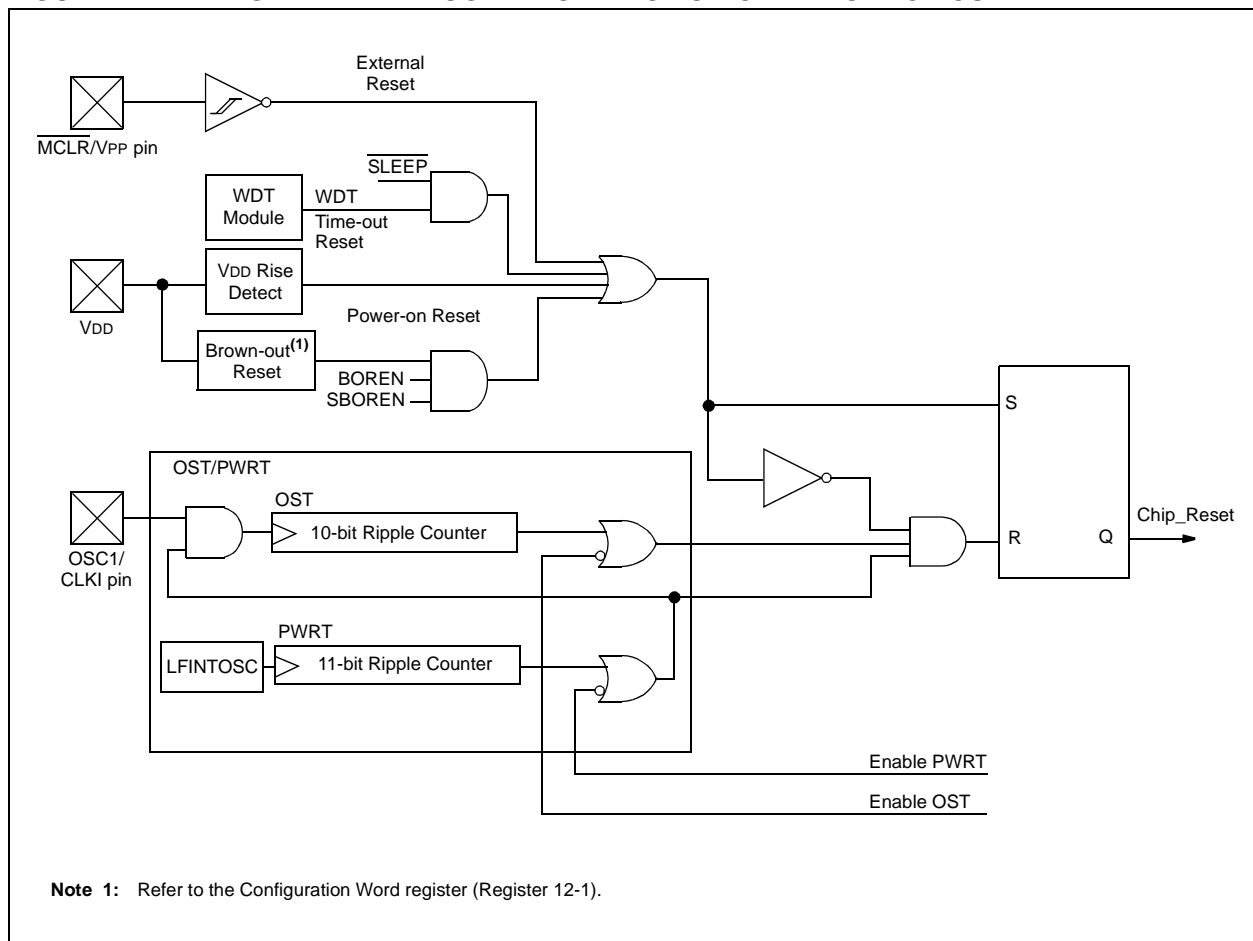 External
Reset
MCLR/VPP pin
SLEEP
WDT
Module
WDT
Time-out
Reset
VDD Rise
Detect
VDD
Power-on Reset
Brown-out(1)
Reset
BOREN
SBOREN
S
OST/PWRT
OST
10-bit Ripple Counter
OSC1/
CLKI pin
Chip_Reset
R
Q
PWRT
LFINTOSC
11-bit Ripple Counter
Enable PWRT
Enable OST
Note 1: Refer to the Configuration Word register (Register 12-1).